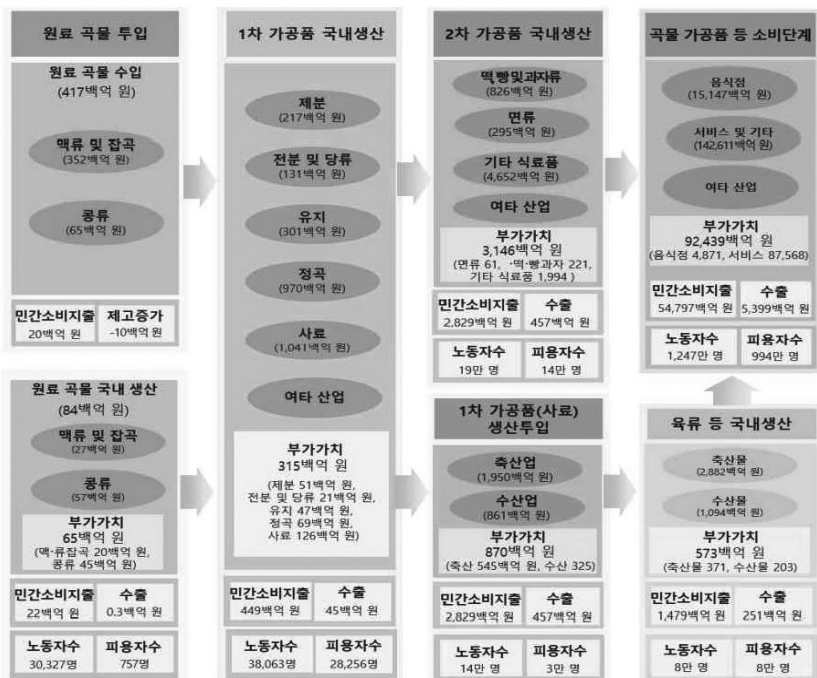 원료 곡물 투입
원료 곡물 수입
(417백억 원)
맥류 및 잡곡
(352백억 원)
콩류
(65백억 원)
민간소비지출
20백억 원
제고증가
-10백억 원
원료 곡물 국내 생산
(84백억 원)
맥류 및 잡곡
(27백억 원)
콩류
(57백억 원)
부가가치
65백억 원
(맥·류잡곡 20백억 원,
콩류 45백억 원)
민간소비지출
22백억 원
수출
0.3백억 원
노동자수
30,327명
피용자수
757명
1차 가공품 국내생산
제분
(217백억 원)
전분 및 당류
(131백억 원)
유지
(301백억 원)
정곡
(970백억 원)
사료
(1,041백억 원)
여타 산업
부가가치
315백억 원
(제분 51백억 원,
전분 및 당류 21백억 원,
유지 47백억 원,
정곡 69백억 원,
사료 126백억 원)
민간소비지출
449백억 원
수출
45백억 원
노동자수
38,063명
피용자수
28,256명
2차 가공품 국내생산
떡,빵및과자류
(826백억 원)
면류
(295백억 원)
기타 식료품
(4,652백억 원)
여타 산업
부가가치
3,146백억 원
(면류 61, ·떡·빵과자 221,
기타 식료품 1,994 )
민간소비지출
2,829백억 원
수출
457백억 원
노동자수
19만 명
피용자수
14만 명
1차 가공품(사료)
생산투입
축산업
(1,950백억 원)
수산업
(861백억 원)
부가가치
870백억 원
(축산 545백억 원, 수산 325)
민간소비지출
2,829백억 원
수출
457백억 원
노동자수
14만 명
피용자수
3만 명
곡물 가공품 등 소비단계
음식점
(15,147백억 원)
서비스 및 기타
(142,611백억 원)
여타 산업
부가가치
92,439백억 원
(음식점 4,871, 서비스 87,568)
민간소비지출
54,797백억 원
수출
5,399백억 원
노동자수
1,247만 명
피용자수
994만 명
육류 등 국내생산
축산물
(2,882백억 원)
수산물
(1,094백억 원)
부가가치
573백억 원
(축산물 371, 수산물 203)
민간소비지출
1,479백억 원
수출
251백억 원
노동자수
8만 명
피용자수
8만 명